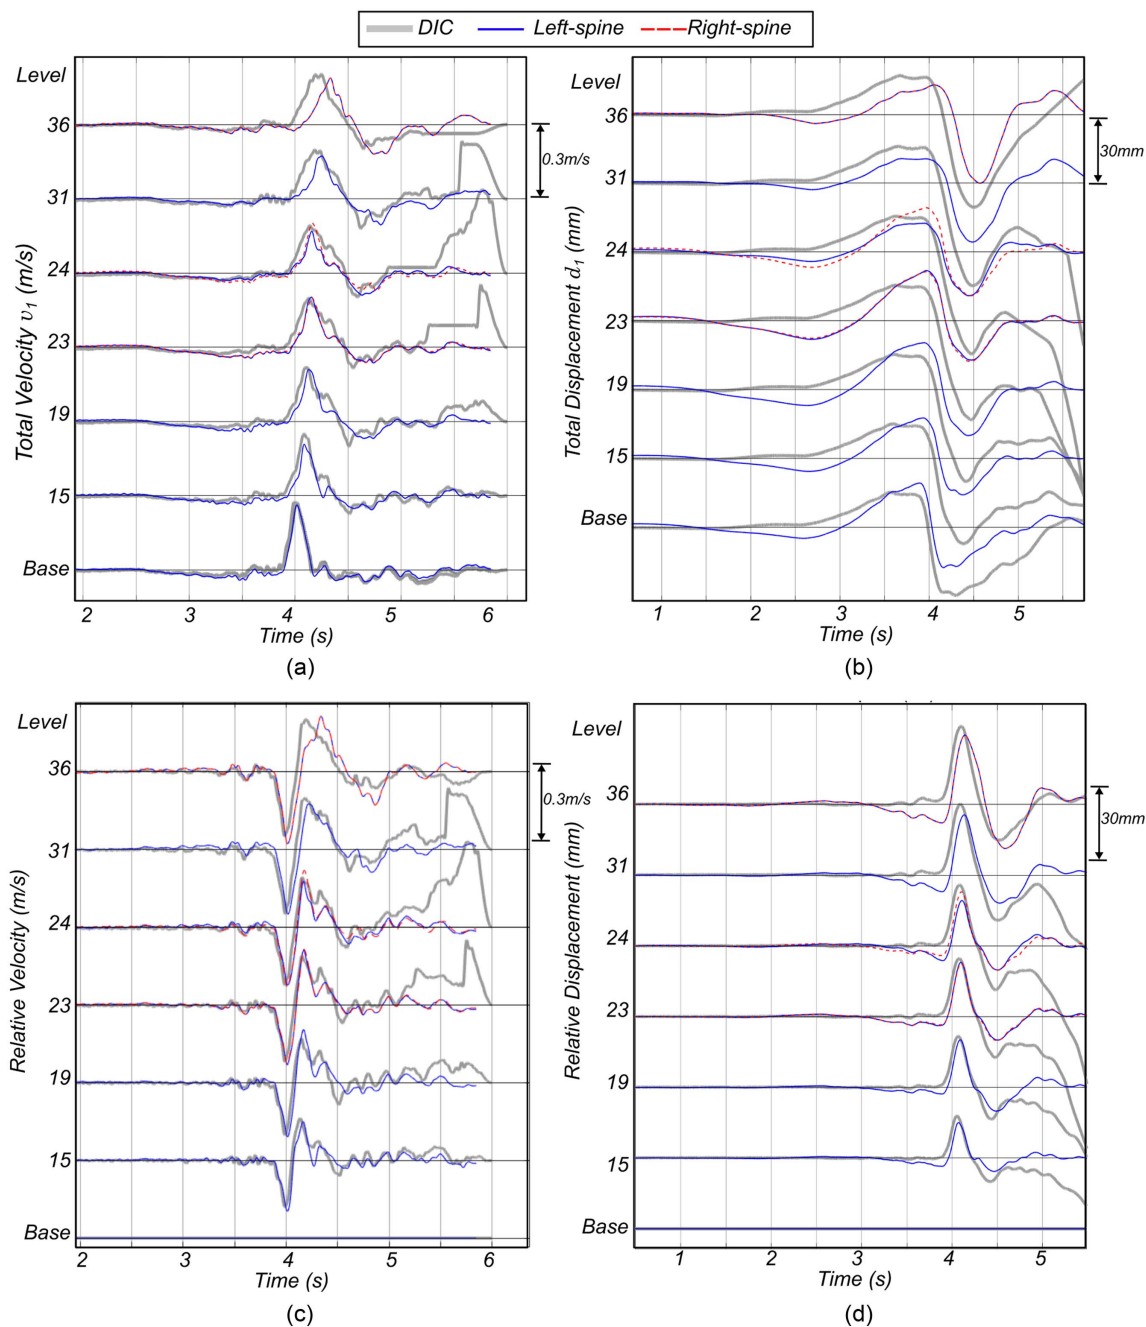 DIC Left-spine Right-spine
Level
36
31
24
23
19
15
Base
Total Velocity v1 (m/s)
0.3m/s
2 3 4 5 6
Time (s)
(a)
Level
36
31
24
23
19
15
Base
Total Displacement d1 (mm)
30mm
1 2 3 4 5
Time (s)
(b)
Level
36
31
24
23
19
15
Base
Relative Velocity (m/s)
0.3m/s
2 3 4 5 6
Time (s)
(c)
Level
36
31
24
23
19
15
Base
Relative Displacement (mm)
30mm
1 2 3 4 5
Time (s)
(d)